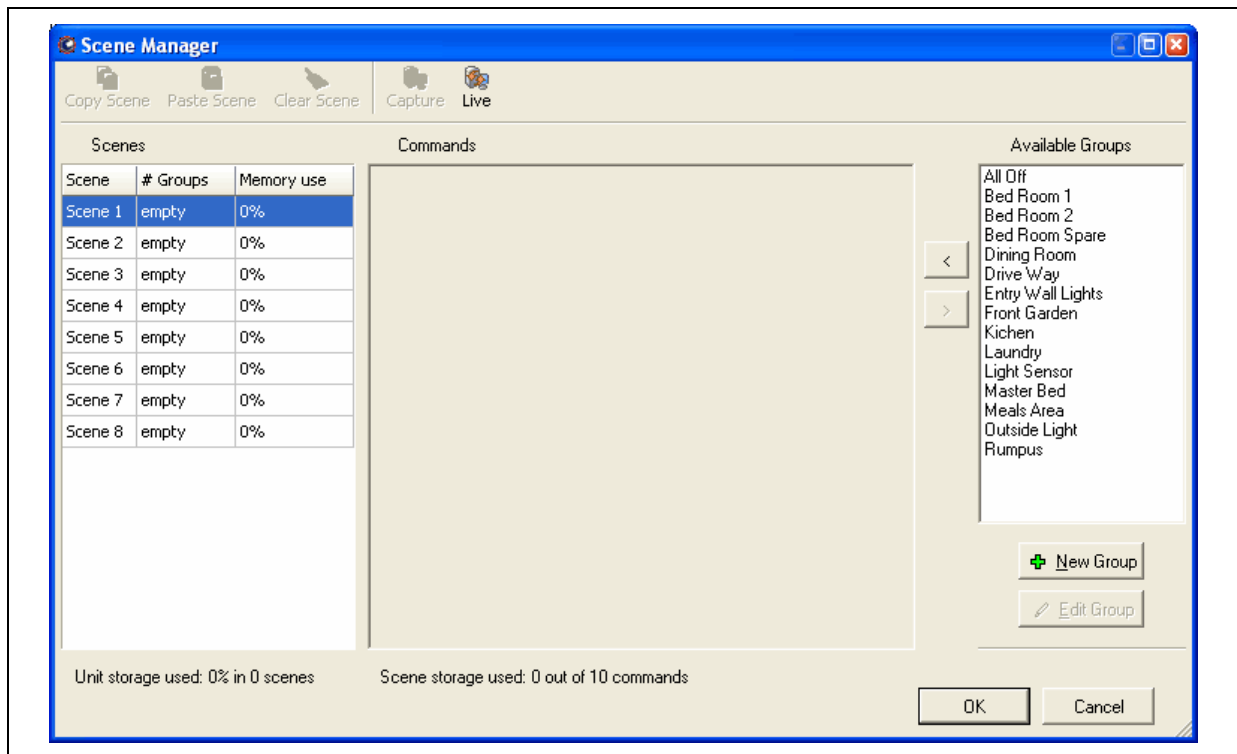 Scene Manager
Copy Scene Paste Scene Clear Scene Capture Live
Scenes
Commands
Available Groups
Scene # Groups Memory use
Scene 1 empty 0%
Scene 2 empty 0%
Scene 3 empty 0%
Scene 4 empty 0%
Scene 5 empty 0%
Scene 6 empty 0%
Scene 7 empty 0%
Scene 8 empty 0%
<
>
All Off
Bed Room 1
Bed Room 2
Bed Room Spare
Dining Room
Drive Way
Entry Wall Lights
Front Garden
Kichen
Laundry
Light Sensor
Master Bed
Meals Area
Outside Light
Rumpus
New Group
Edit Group
Unit storage used: 0% in 0 scenes
Scene storage used: 0 out of 10 commands
OK
Cancel